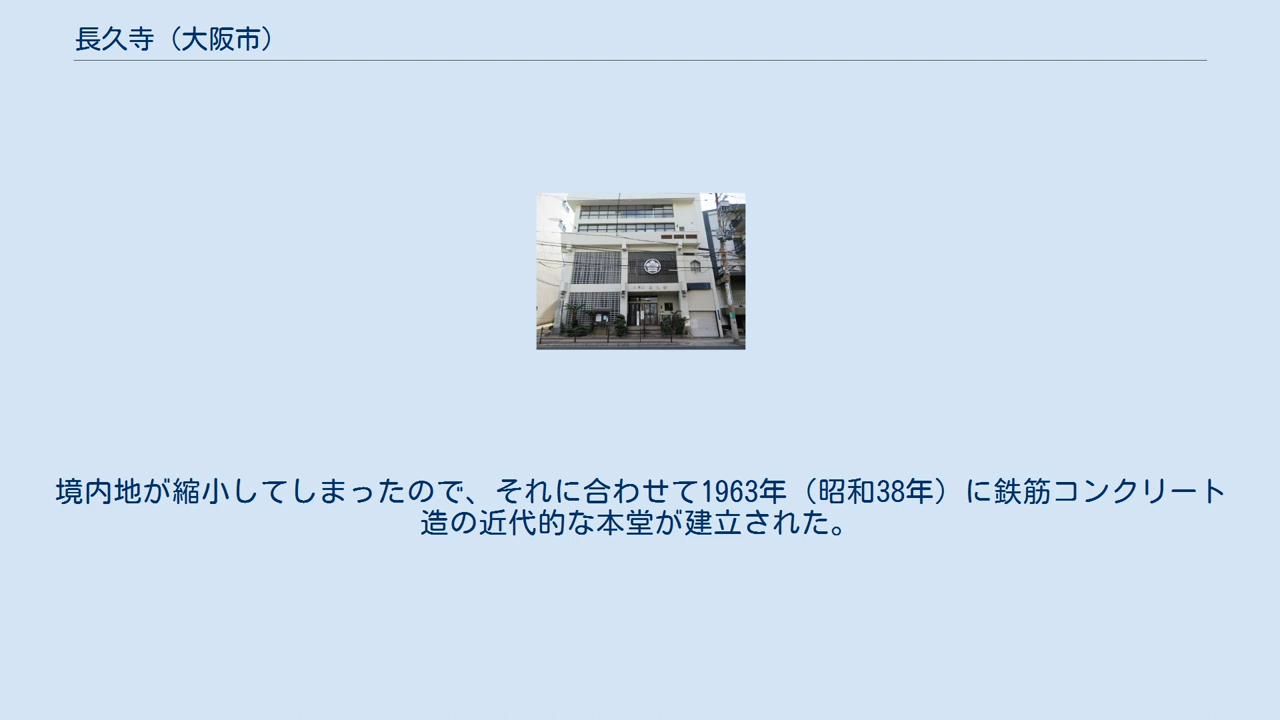 長久寺（大阪市）
境内地が縮小してしまったので、それに合わせて1963年（昭和38年）に鉄筋コンクリート
造の近代的な本堂が建立された。